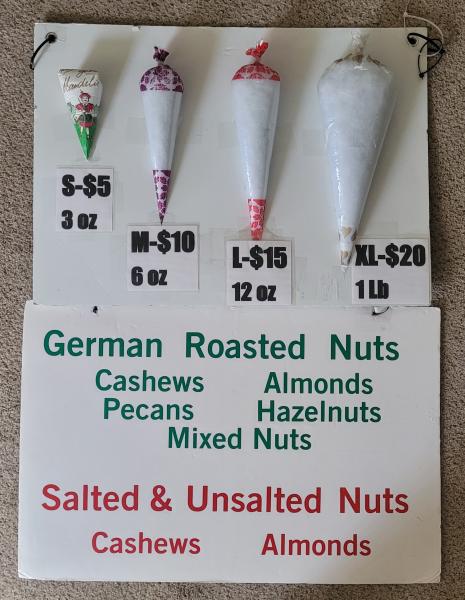 Mandeln
S-$5
3 oz
M-$10
6 oz
L-$15
12 oz
XL-$20
1 Lb
German Roasted Nuts
Cashews Almonds
Pecans Hazelnuts
Mixed Nuts
Salted & Unsalted Nuts
Cashews Almonds